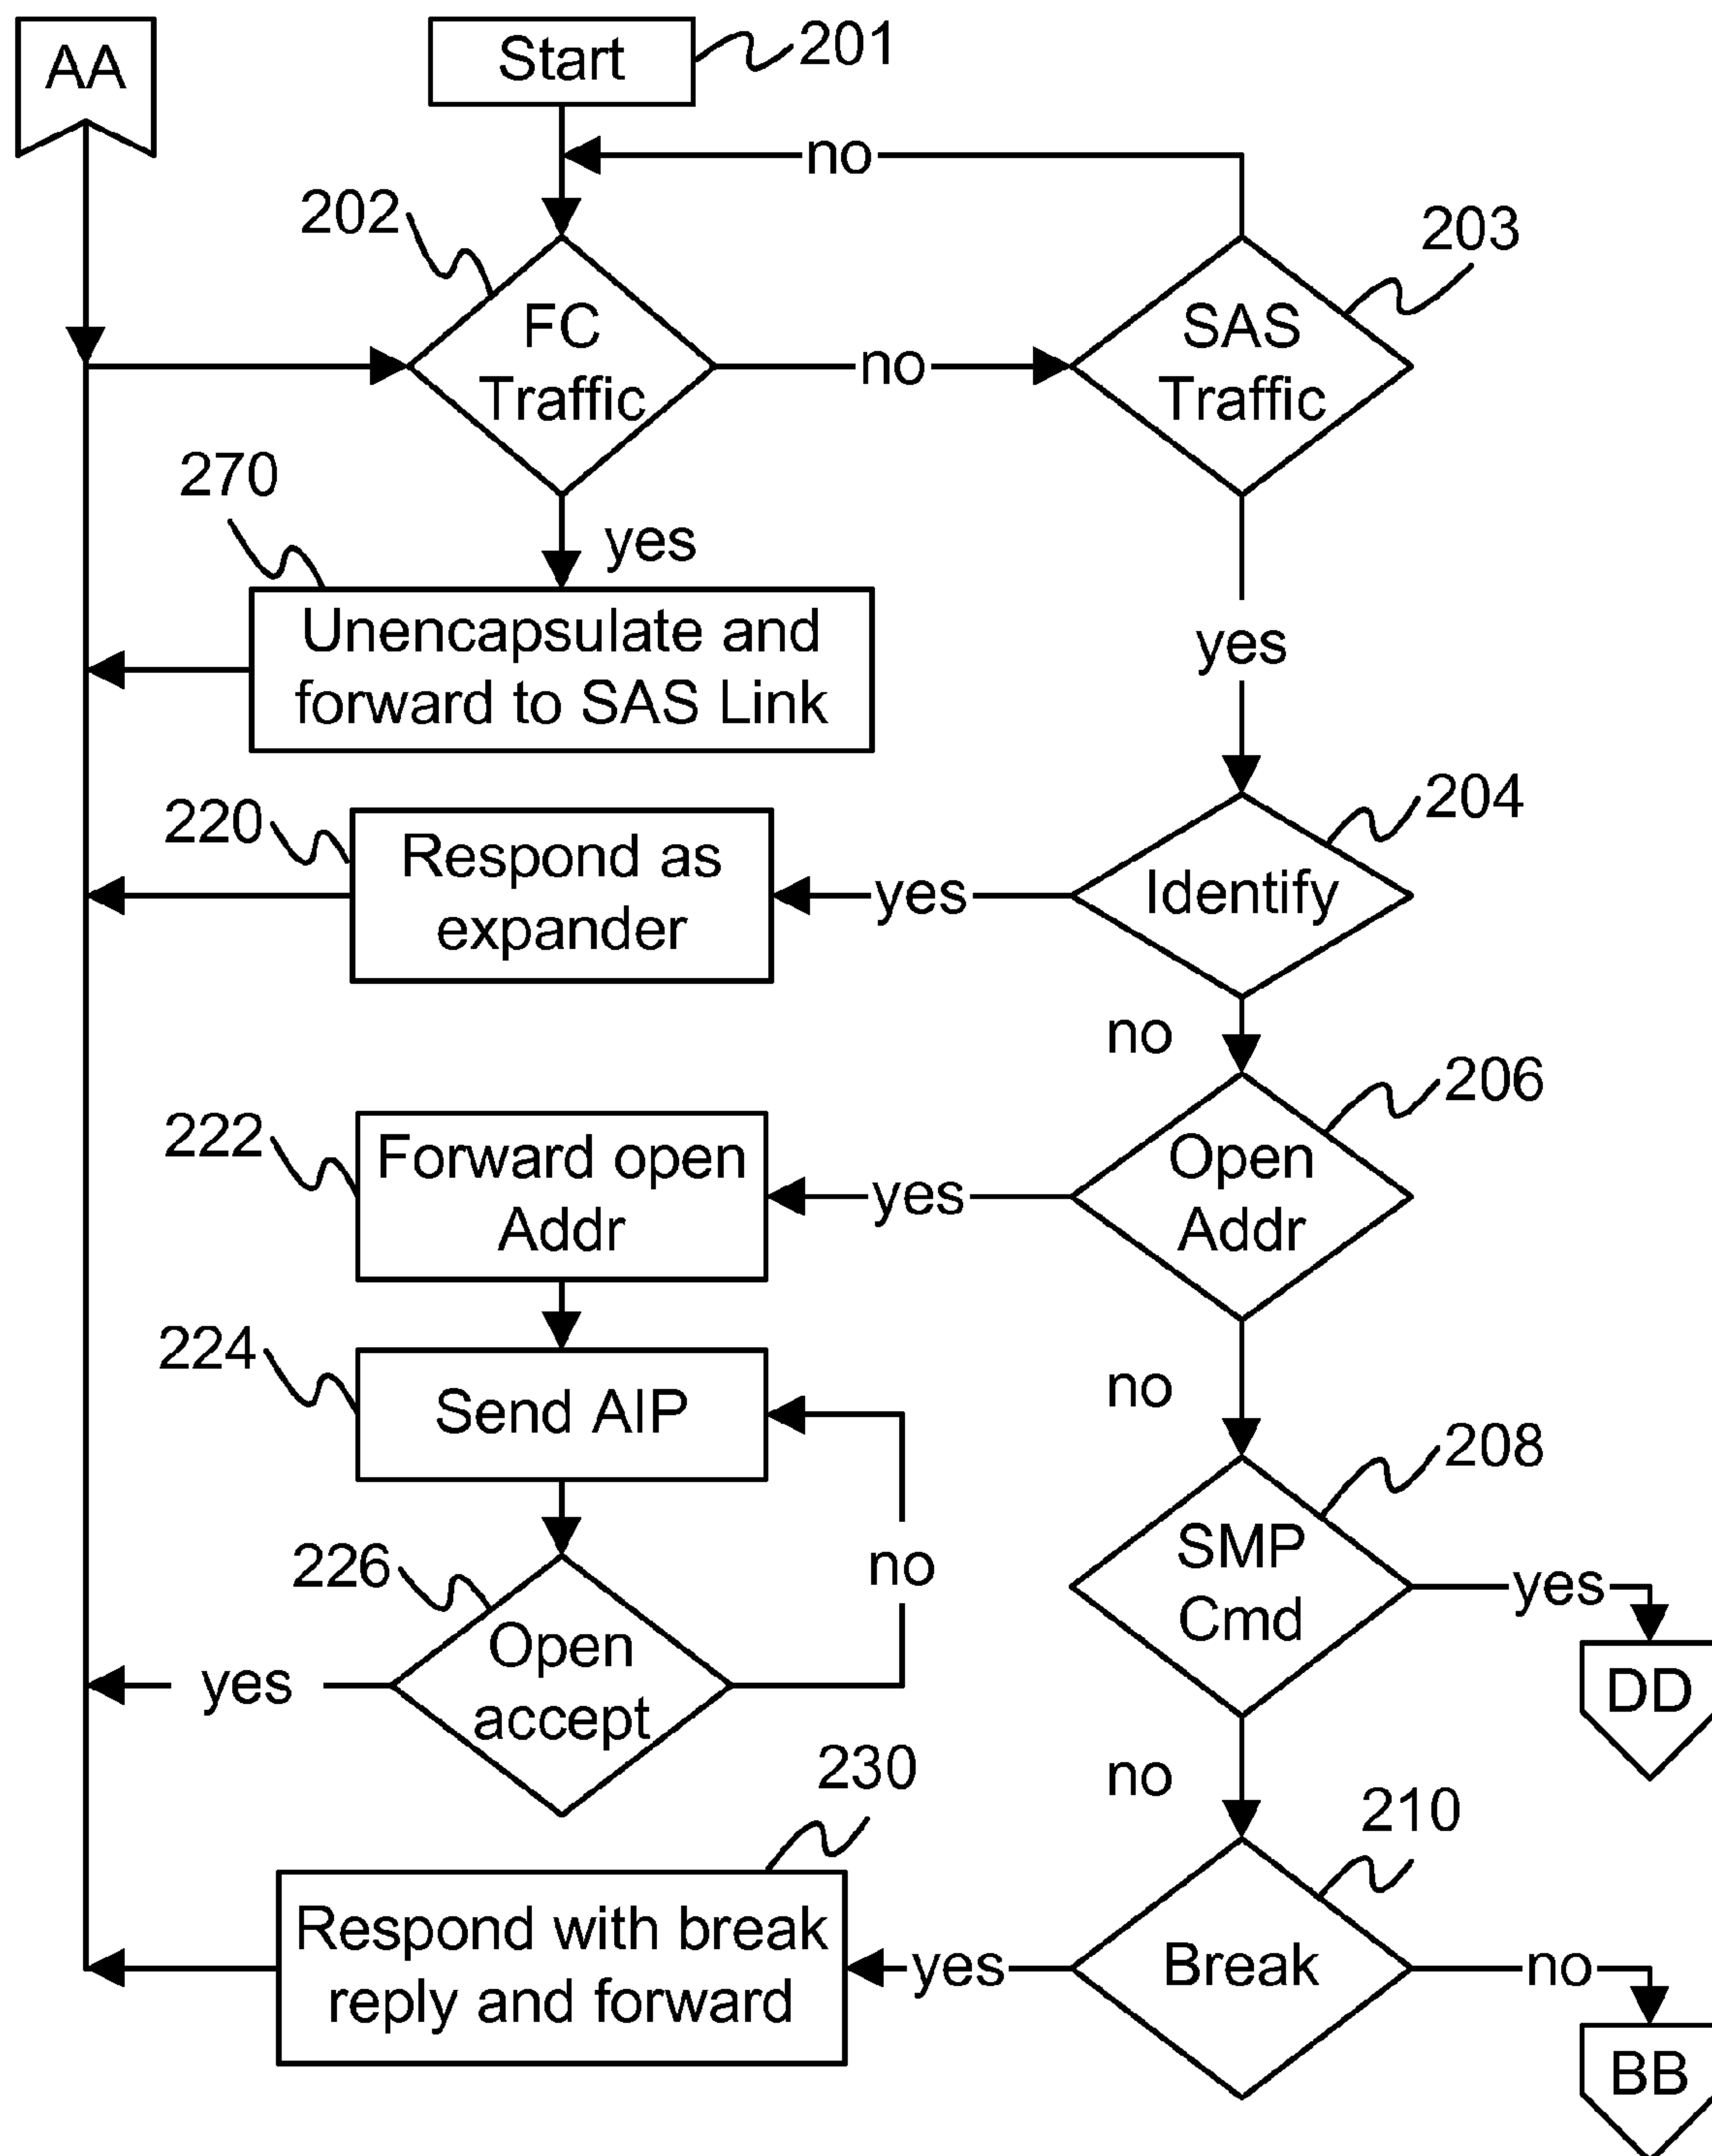 AA
Start
201
no
202
203
FC
Traffic
no
SAS
Traffic
270
yes
Unencapsulate and
forward to SAS Link
yes
204
220
Respond as
expander
yes
Identify
no
206
222
Forward open
Addr
yes
Open
Addr
224
Send AIP
no
208
226
no
SMP
Cmd
yes
Open
accept
yes
DD
230
no
210
Respond with break
reply and forward
yes
Break
no
BB